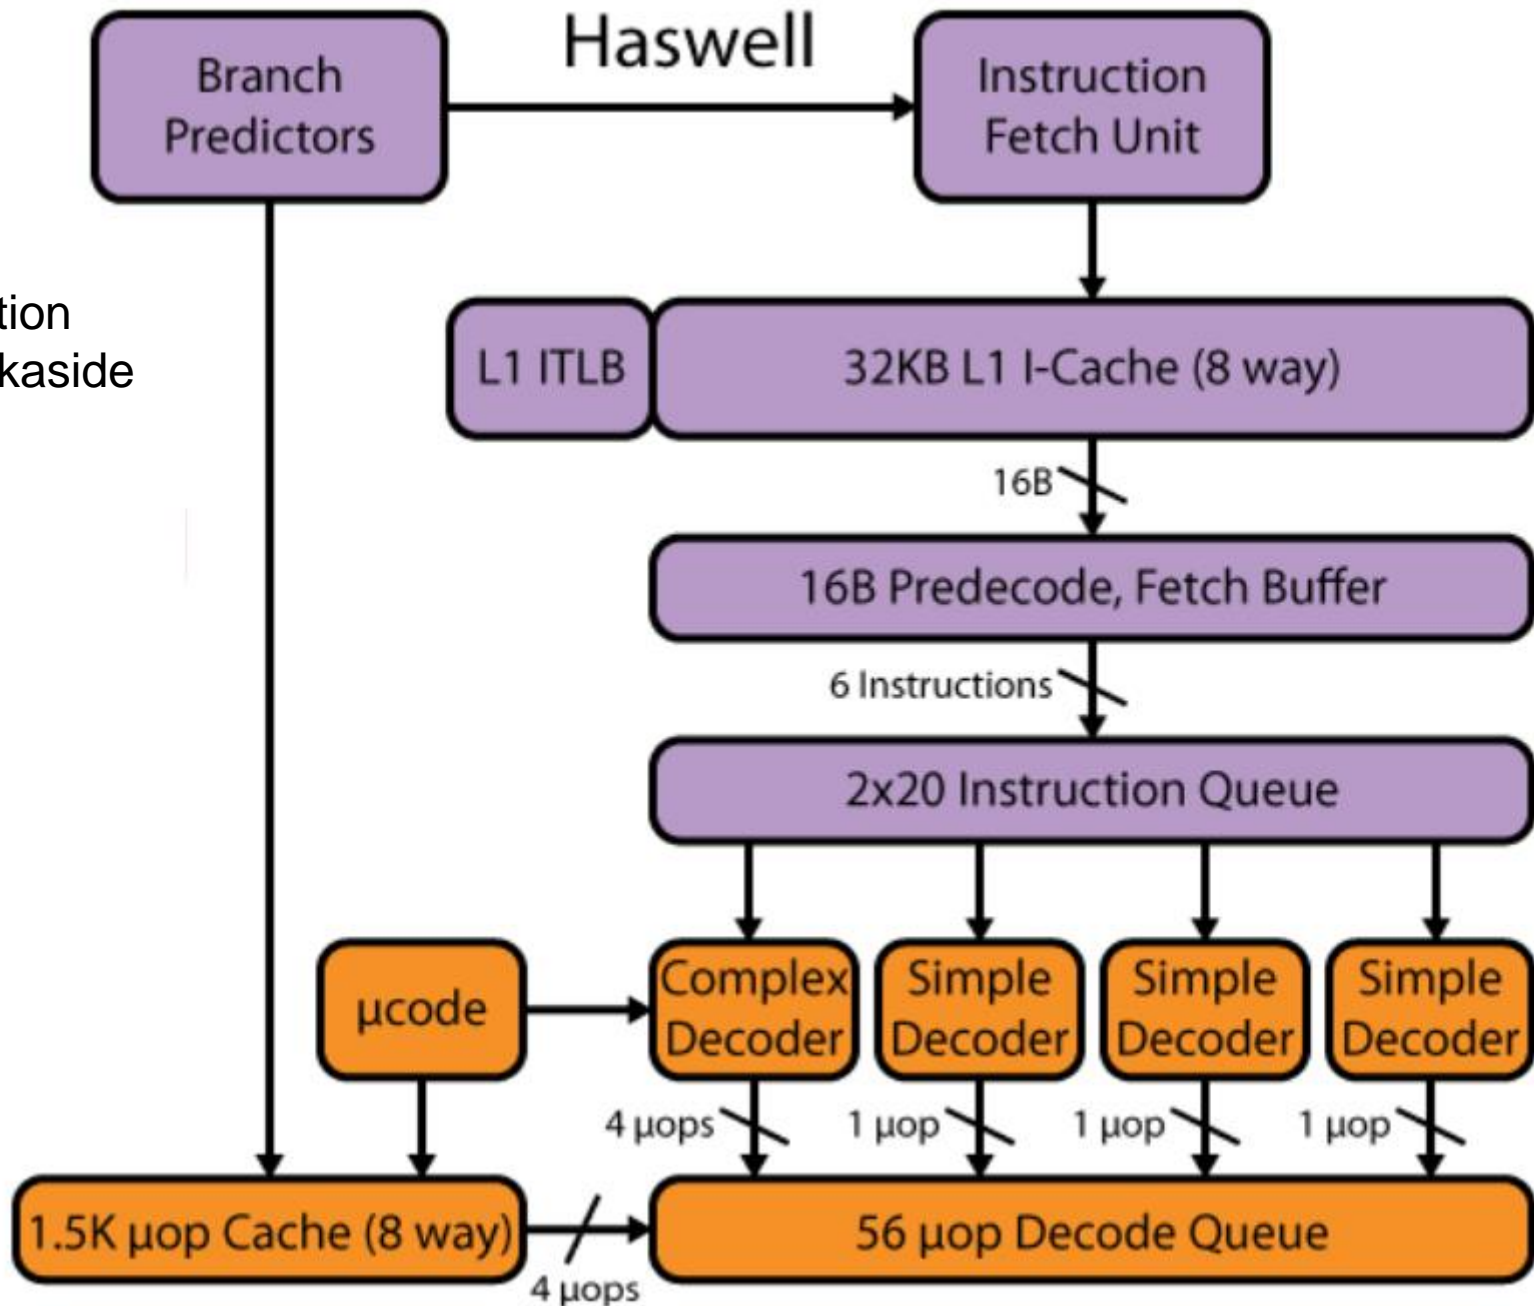 Haswell
Branch
Predictors
Instruction
Fetch Unit
tion
kaside
L1 ITLB
32KB L1 I-Cache (8 way)
16B
16B Predecode, Fetch Buffer
6 Instructions
2x20 Instruction Queue
µcode
Complex
Decoder
Simple
Decoder
Simple
Decoder
Simple
Decoder
4 µops
1 µop
1 µop
1 µop
1.5K µop Cache (8 way)
4 µops
56 µop Decode Queue